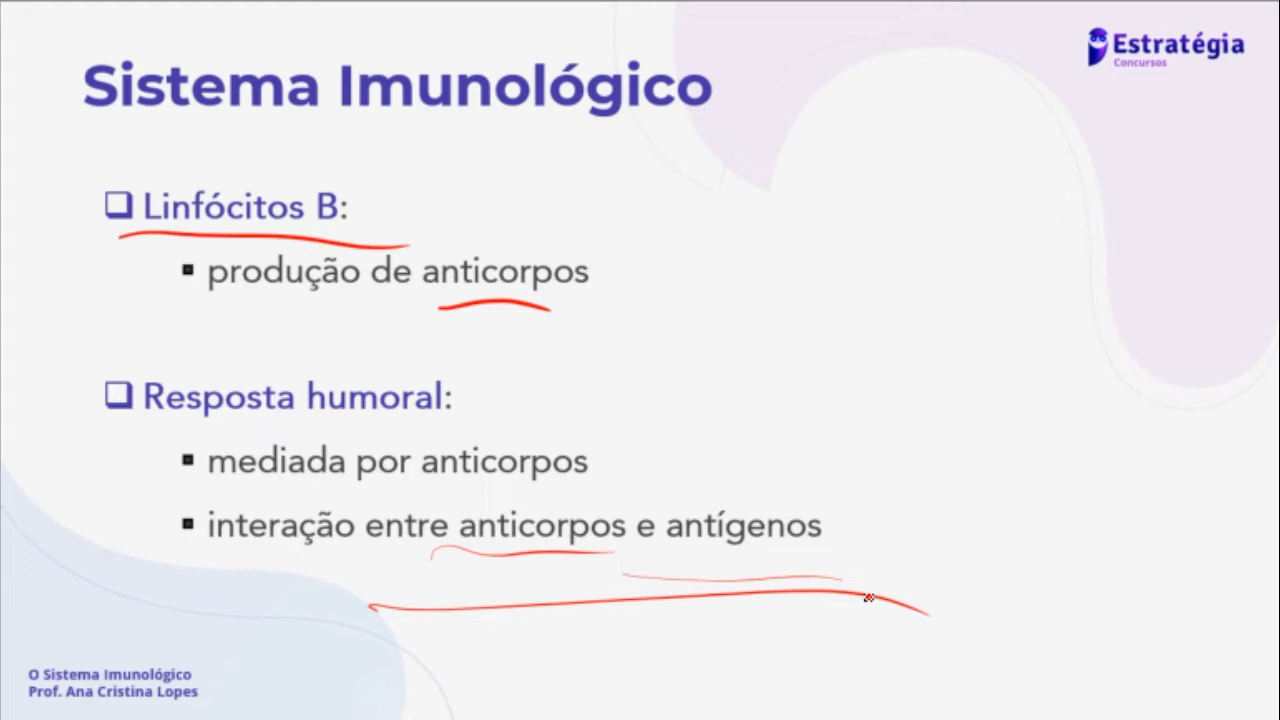 Estratégia
Concursos
Sistema Imunológico
Linfócitos B:
produção de anticorpos
Resposta humoral:
mediada por anticorpos
interação entre anticorpos e antígenos
O Sistema Imunológico
Prof. Ana Cristina Lopes